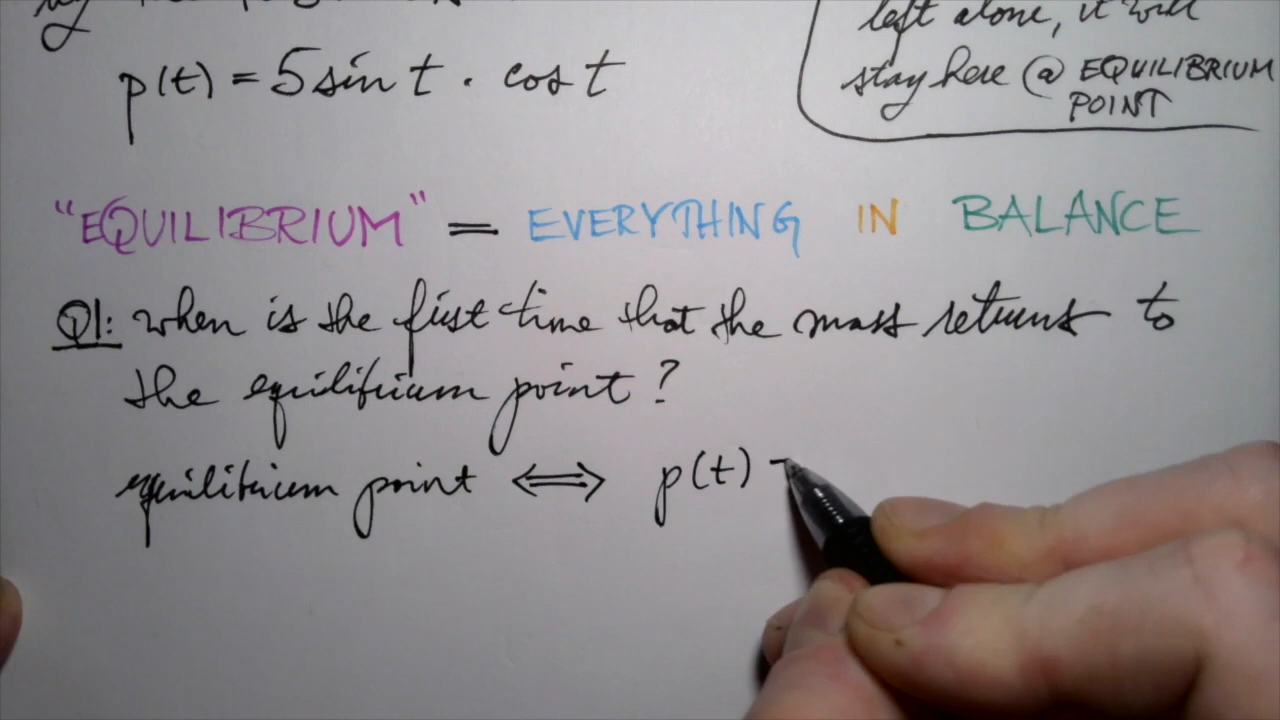 left alone, it will
p(t) = 5 sin t · cos t
stay here @ EQUILIBRIUM
POINT
"EQUILIBRIUM" = EVERYTHING IN BALANCE
Q1: when is the first time that the mass returns to
the equilibrium point?
equilibrium point ⟺ p(t) -